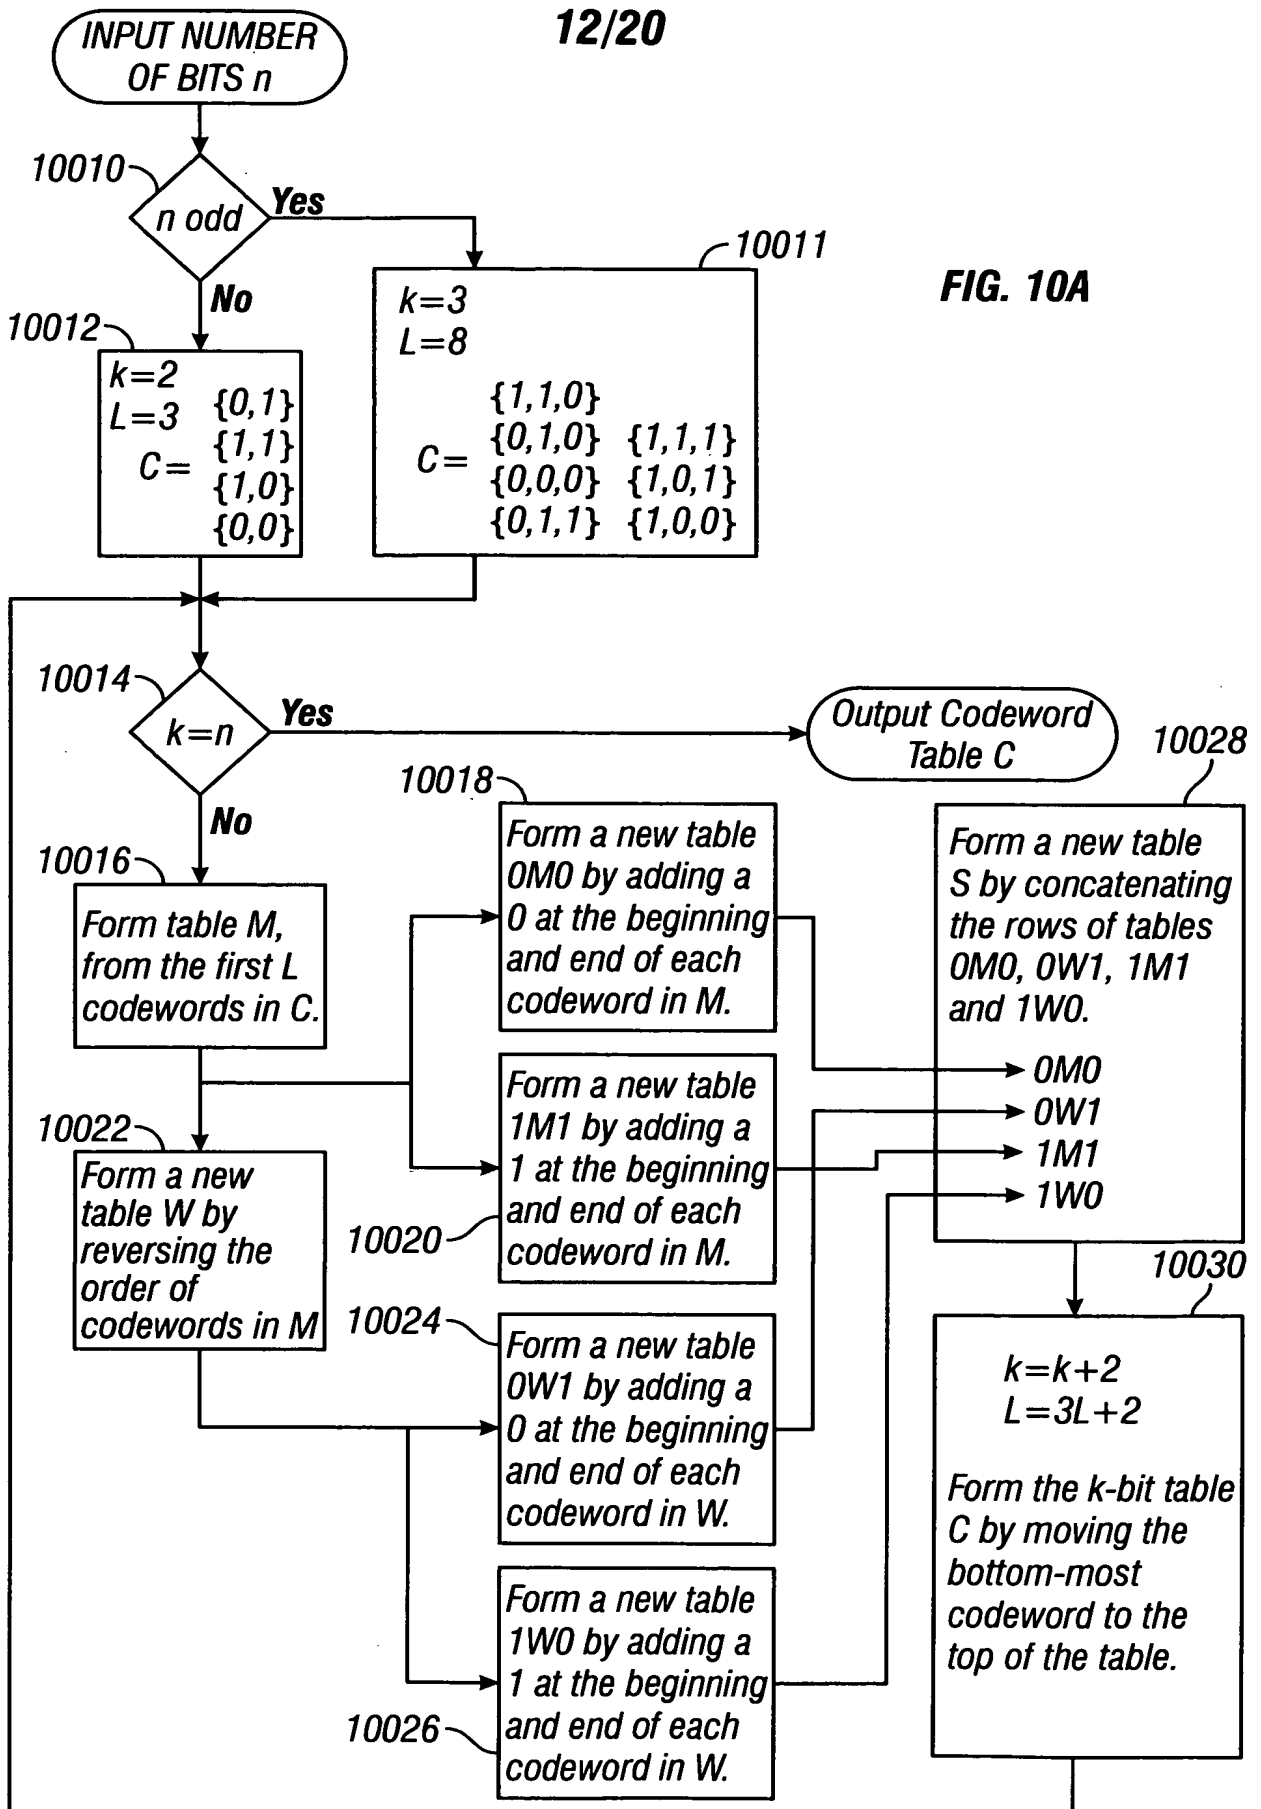 12/20
INPUT NUMBER
OF BITS n
10010
n odd
Yes
No
10011
FIG. 10A
k=3
L=8
{1,1,0}
C= {0,1,0} {1,1,1}
{0,0,0} {1,0,1}
{0,1,1} {1,0,0}
10012
k=2
L=3 {0,1}
C= {1,1}
{1,0}
{0,0}
10014
k=n
Yes
No
Output Codeword
Table C
10016
Form table M,
from the first L
codewords in C.
10018
Form a new table
0M0 by adding a
0 at the beginning
and end of each
codeword in M.
10020
Form a new table
1M1 by adding a
1 at the beginning
and end of each
codeword in M.
10022
Form a new
table W by
reversing the
order of
codewords in M
10024
Form a new table
0W1 by adding a
0 at the beginning
and end of each
codeword in W.
10026
Form a new table
1W0 by adding a
1 at the beginning
and end of each
codeword in W.
10028
Form a new table
S by concatenating
the rows of tables
0M0, 0W1, 1M1
and 1W0.
0M0
0W1
1M1
1W0
10030
k=k+2
L=3L+2
Form the k-bit table
C by moving the
bottom-most
codeword to the
top of the table.